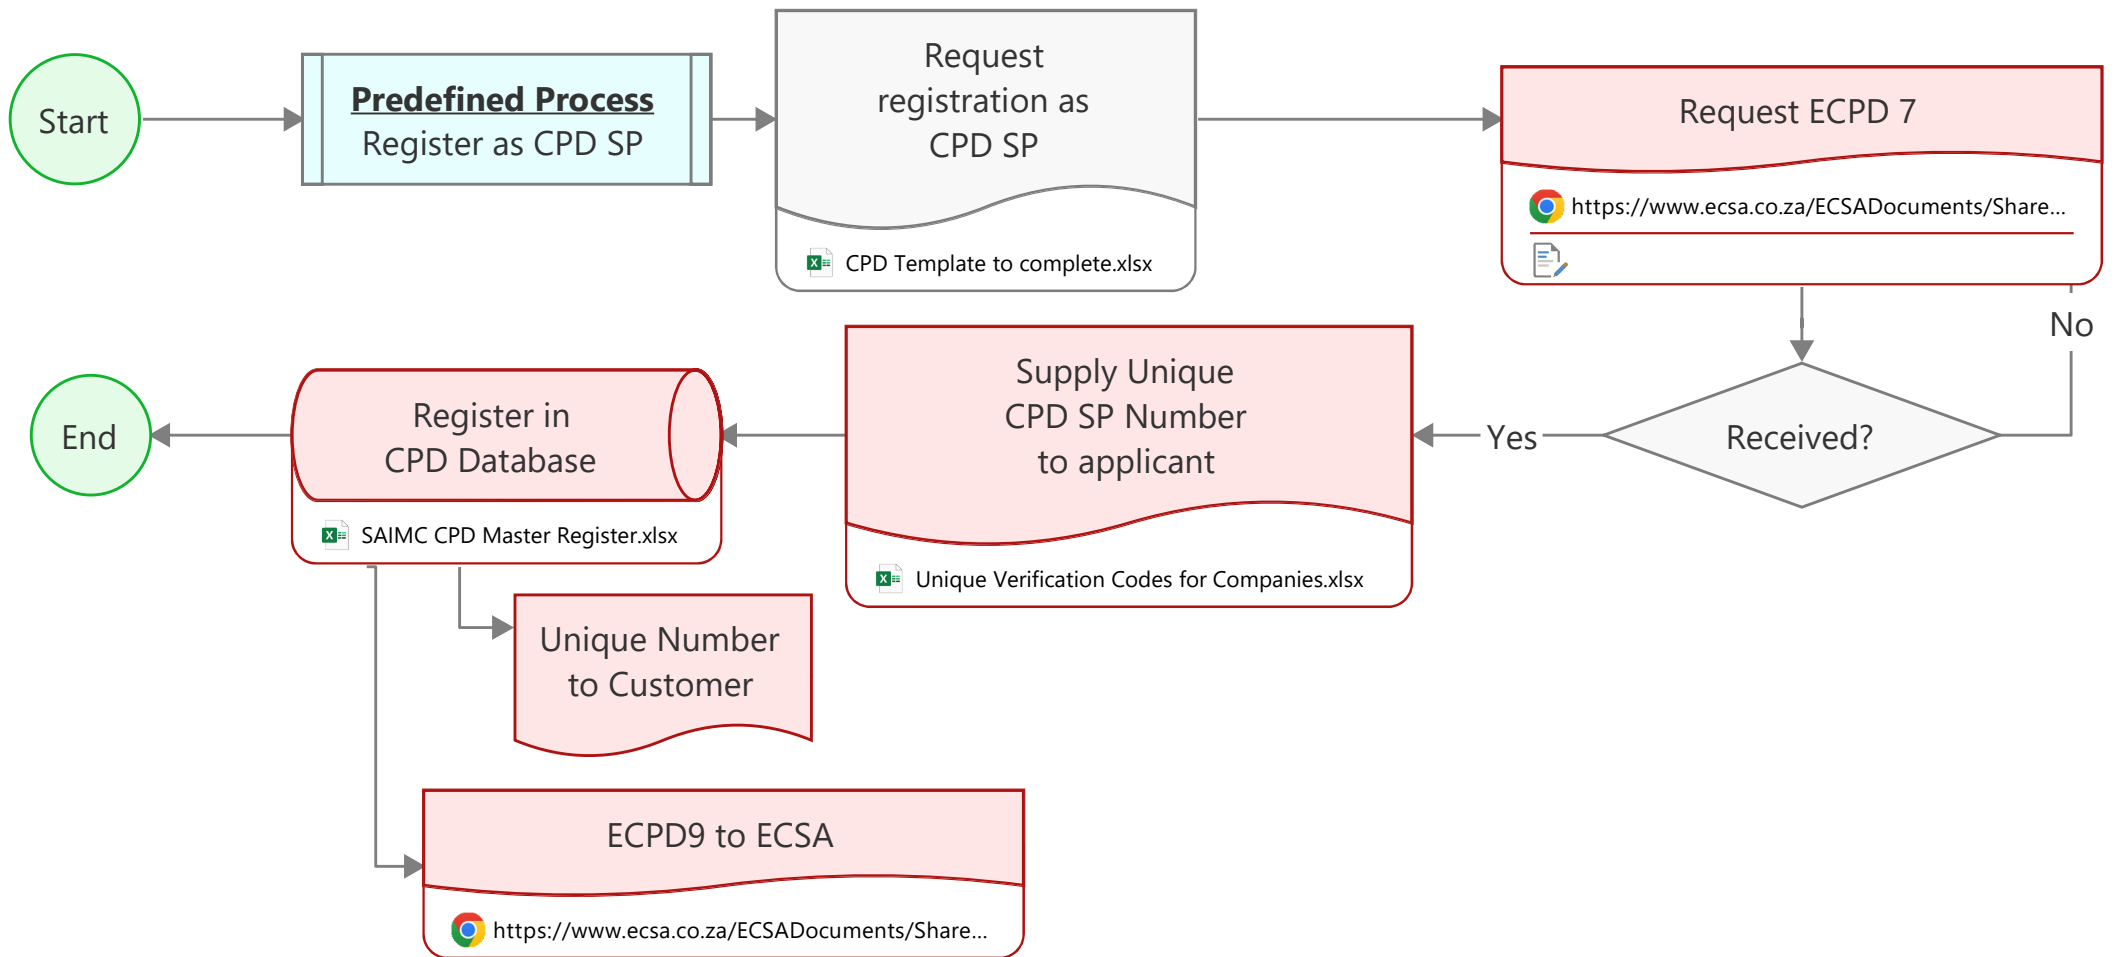 Start
Predefined Process
Register as CPD SP
Request
registration as
CPD SP
CPD Template to complete.xlsx
Request ECPD 7
https://www.ecsa.co.za/ECSADocuments/Share...
No
Received?
Yes
Supply Unique
CPD SP Number
to applicant
Unique Verification Codes for Companies.xlsx
Register in
CPD Database
SAIMC CPD Master Register.xlsx
End
Unique Number
to Customer
ECPD9 to ECSA
https://www.ecsa.co.za/ECSADocuments/Share...